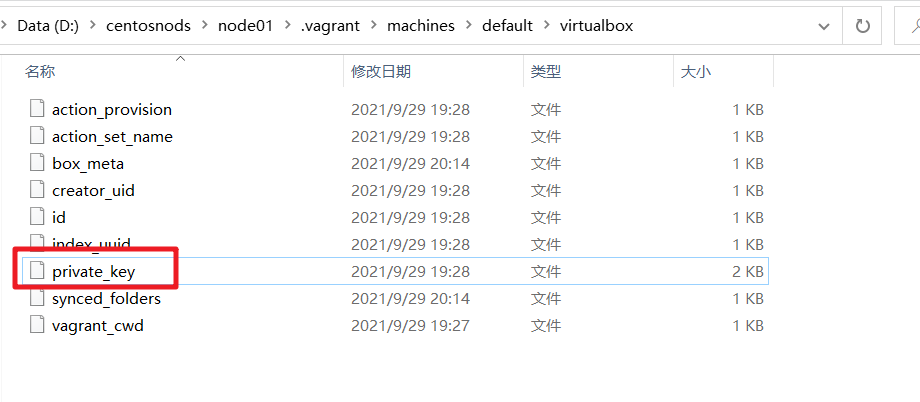 Data (D:) > centosnods > node01 > .vagrant > machines > default > virtualbox
名称 修改日期 类型 大小
action_provision 2021/9/29 19:28 文件 1 KB
action_set_name 2021/9/29 19:28 文件 1 KB
box_meta 2021/9/29 20:14 文件 1 KB
creator_uid 2021/9/29 19:28 文件 1 KB
id 2021/9/29 19:28 文件 1 KB
index_uuid 2021/9/29 19:28 文件 1 KB
private_key 2021/9/29 19:28 文件 2 KB
synced_folders 2021/9/29 20:14 文件 1 KB
vagrant_cwd 2021/9/29 19:27 文件 1 KB